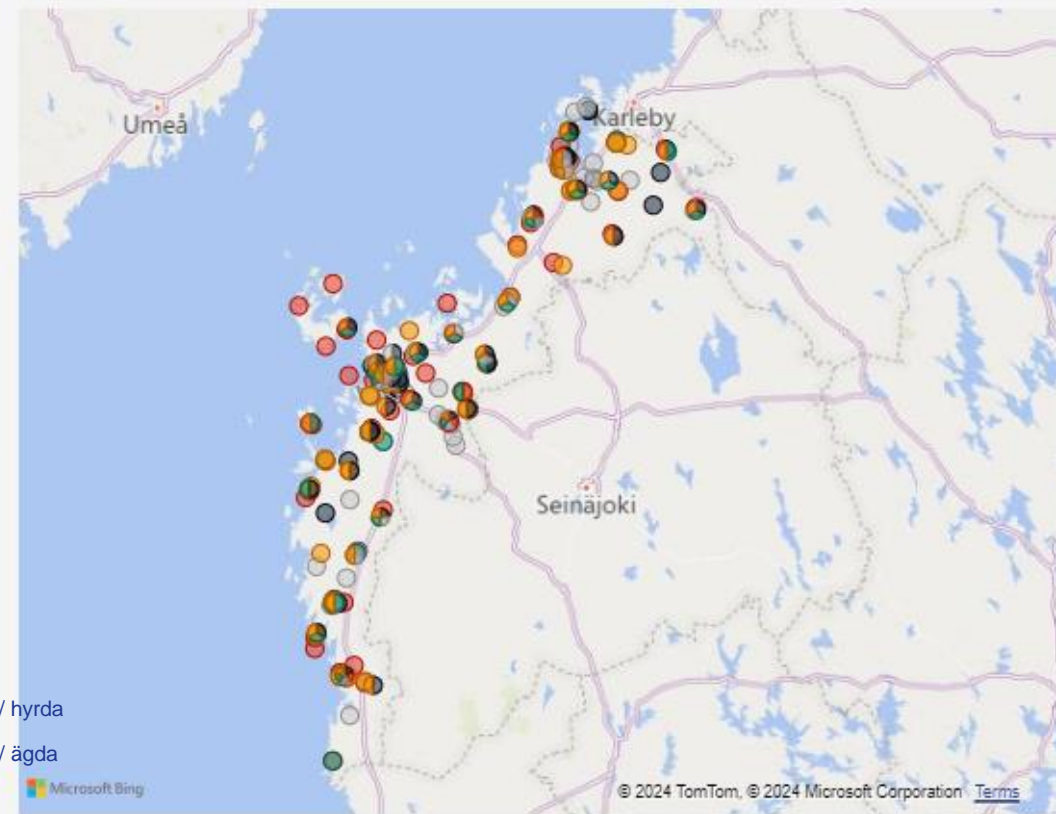 Umeå
Karleby
Seinäjoki
/ hyrda
/ ägda
Microsoft Bing
© 2024 TomTom, © 2024 Microsoft Corporation Terms